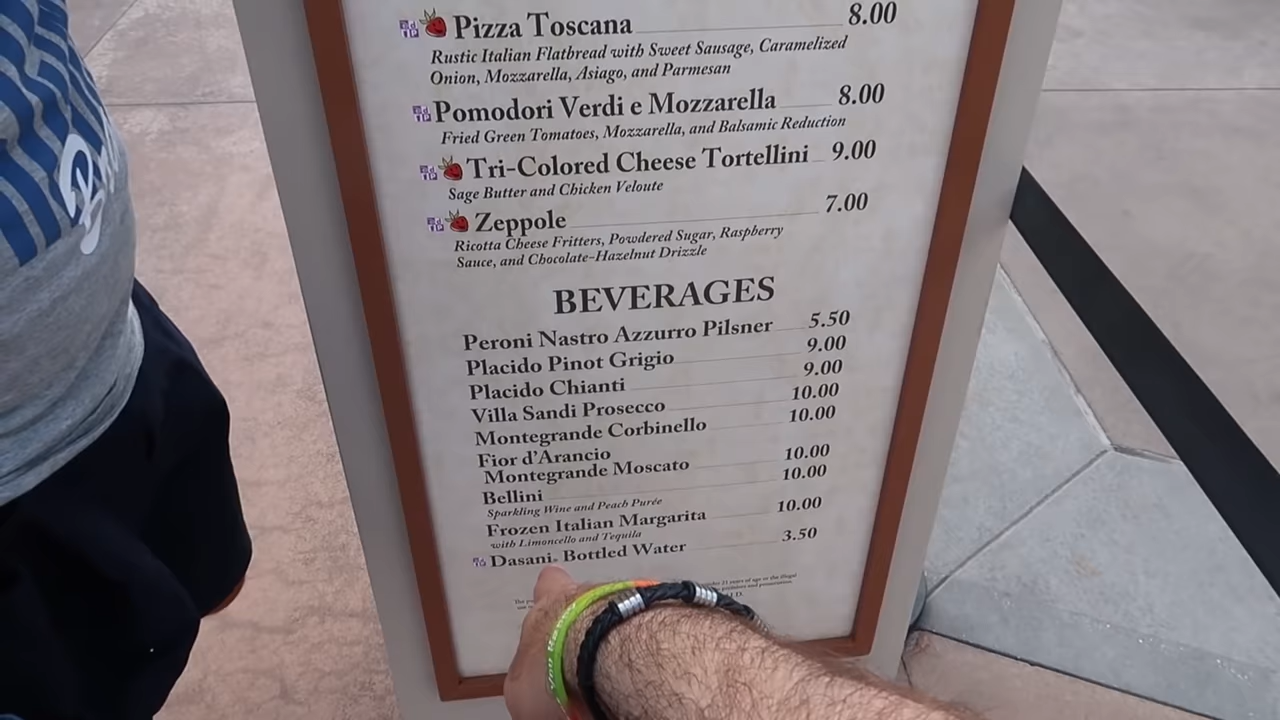 Pizza Toscana 8.00
Rustic Italian Flatbread with Sweet Sausage, Caramelized
Onion, Mozzarella, Asiago, and Parmesan
Pomodori Verdi e Mozzarella 8.00
Fried Green Tomatoes, Mozzarella, and Balsamic Reduction
Tri-Colored Cheese Tortellini 9.00
Sage Butter and Chicken Veloute
Zeppole 7.00
Ricotta Cheese Fritters, Powdered Sugar, Raspberry
Sauce, and Chocolate-Hazelnut Drizzle
BEVERAGES
Peroni Nastro Azzurro Pilsner 5.50
Placido Pinot Grigio 9.00
Placido Chianti 9.00
Villa Sandi Prosecco 10.00
Montegrande Corbinello 10.00
Fior d'Arancio
Montegrande Moscato 10.00
Bellini 10.00
Sparkling Wine and Peach Purée
Frozen Italian Margarita 10.00
with Limoncello and Tequila
Dasani® Bottled Water 3.50